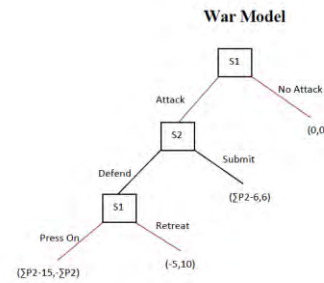 War Model
S1
Attack
No Attack
(0,0
S2
Defend
Submit
(∑P2-6,6)
S1
Press On
Retreat
(∑P2-15,-∑P2)
(-5,10)